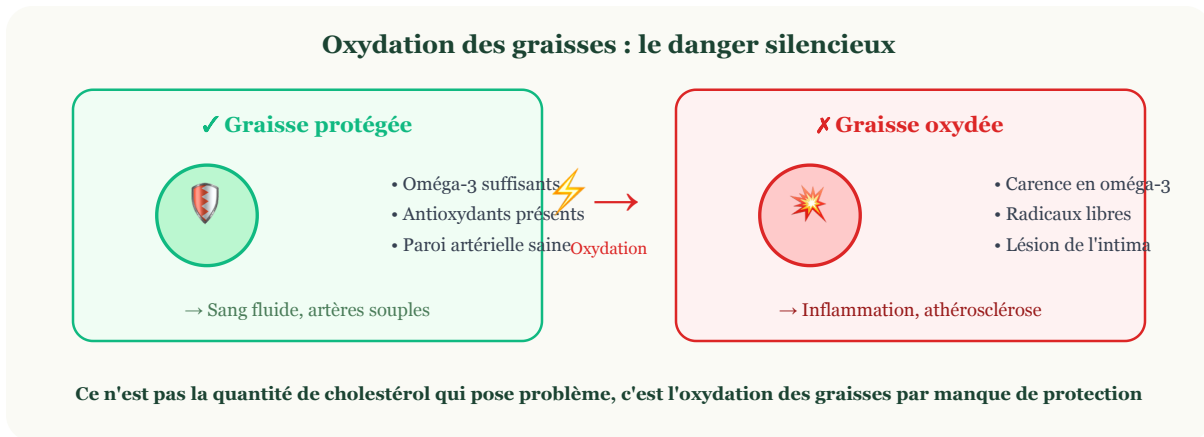 Oxydation des graisses : le danger silencieux
✓ Graisse protégée
• Oméga-3 suffisants
• Antioxydants présents
• Paroi artérielle saine
→ Sang fluide, artères souples
→
Oxydation
✗ Graisse oxydée
• Carence en oméga-3
• Radicaux libres
• Lésion de l'intima
→ Inflammation, athérosclérose
Ce n'est pas la quantité de cholestérol qui pose problème, c'est l'oxydation des graisses par manque de protection